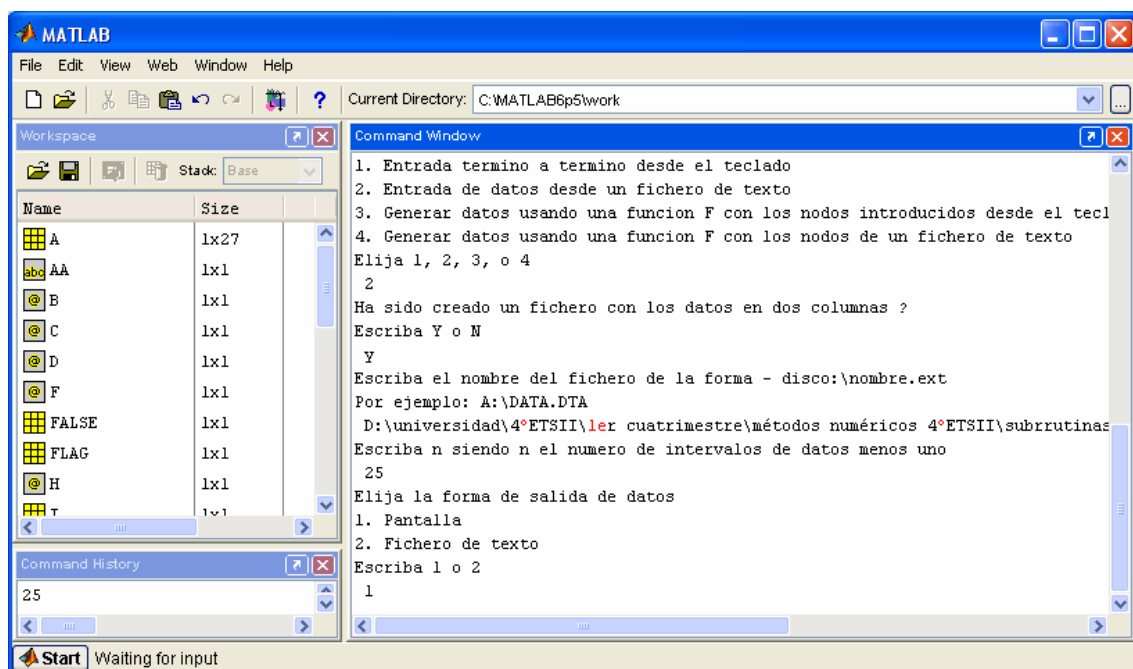 MATLAB
File Edit View Web Window Help
Current Directory: C:\MATLAB6p5\work
...
Workspace
Stack: Base
Name Size
A 1x27
abc AA 1x1
@ B 1x1
@ C 1x1
@ D 1x1
@ F 1x1
FALSE 1x1
FLAG 1x1
@ H 1x1
I 1x1
Command History
25
Command Window
1. Entrada termino a termino desde el teclado
2. Entrada de datos desde un fichero de texto
3. Generar datos usando una funcion F con los nodos introducidos desde el tecl
4. Generar datos usando una funcion F con los nodos de un fichero de texto
Elija 1, 2, 3, o 4
2
Ha sido creado un fichero con los datos en dos columnas ?
Escriba Y o N
Y
Escriba el nombre del fichero de la forma - disco:\nombre.ext
Por ejemplo: A:\DATA.DTA
D:\universidad\4ºETSII\1er cuatrimestre\métodos numéricos 4ºETSII\subrrutinas
Escriba n siendo n el numero de intervalos de datos menos uno
25
Elija la forma de salida de datos
1. Pantalla
2. Fichero de texto
Escriba 1 o 2
1
Start Waiting for input